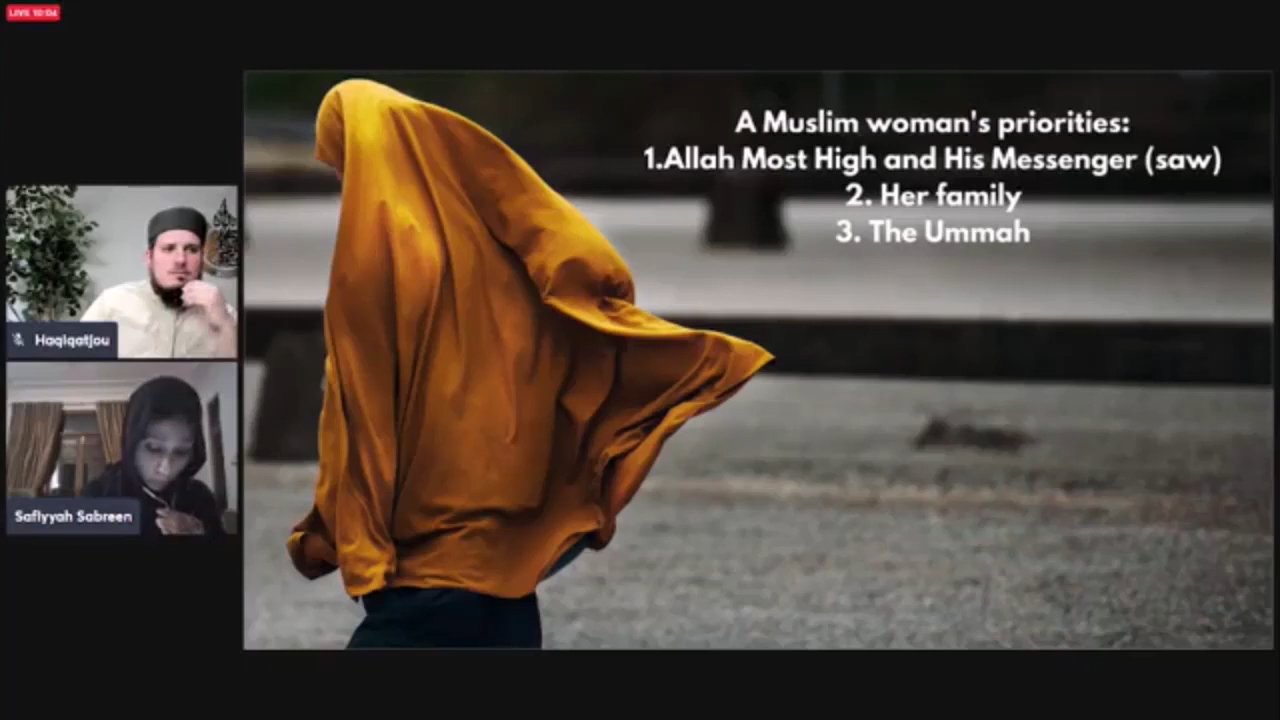 LIVE 10:04
A Muslim woman's priorities:
1.Allah Most High and His Messenger (saw)
2. Her family
3. The Ummah
Haqiqatjou
Safiyyah Sabreen